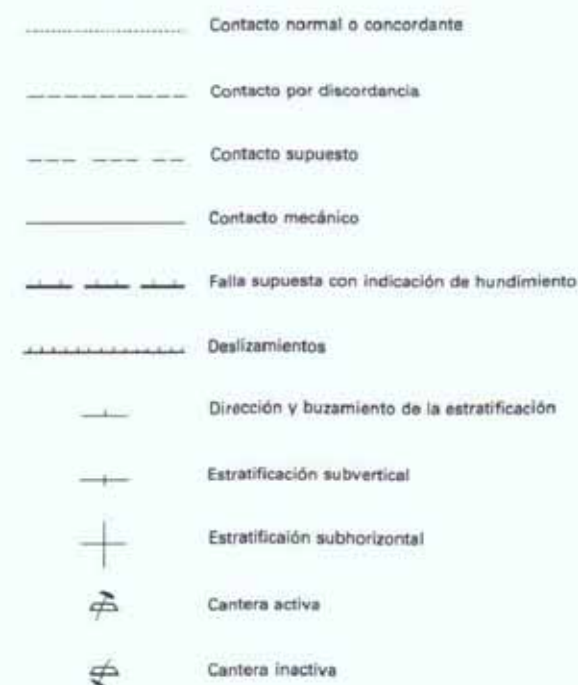 Contacto normal o concordante
Contacto por discordancia
Contacto supuesto
Contacto mecánico
Falla supuesta con indicación de hundimiento
Deslizamientos
Dirección y buzamiento de la estratificación
Estratificación subvertical
Estratificaión subhorizontal
Cantera activa
Cantera inactiva